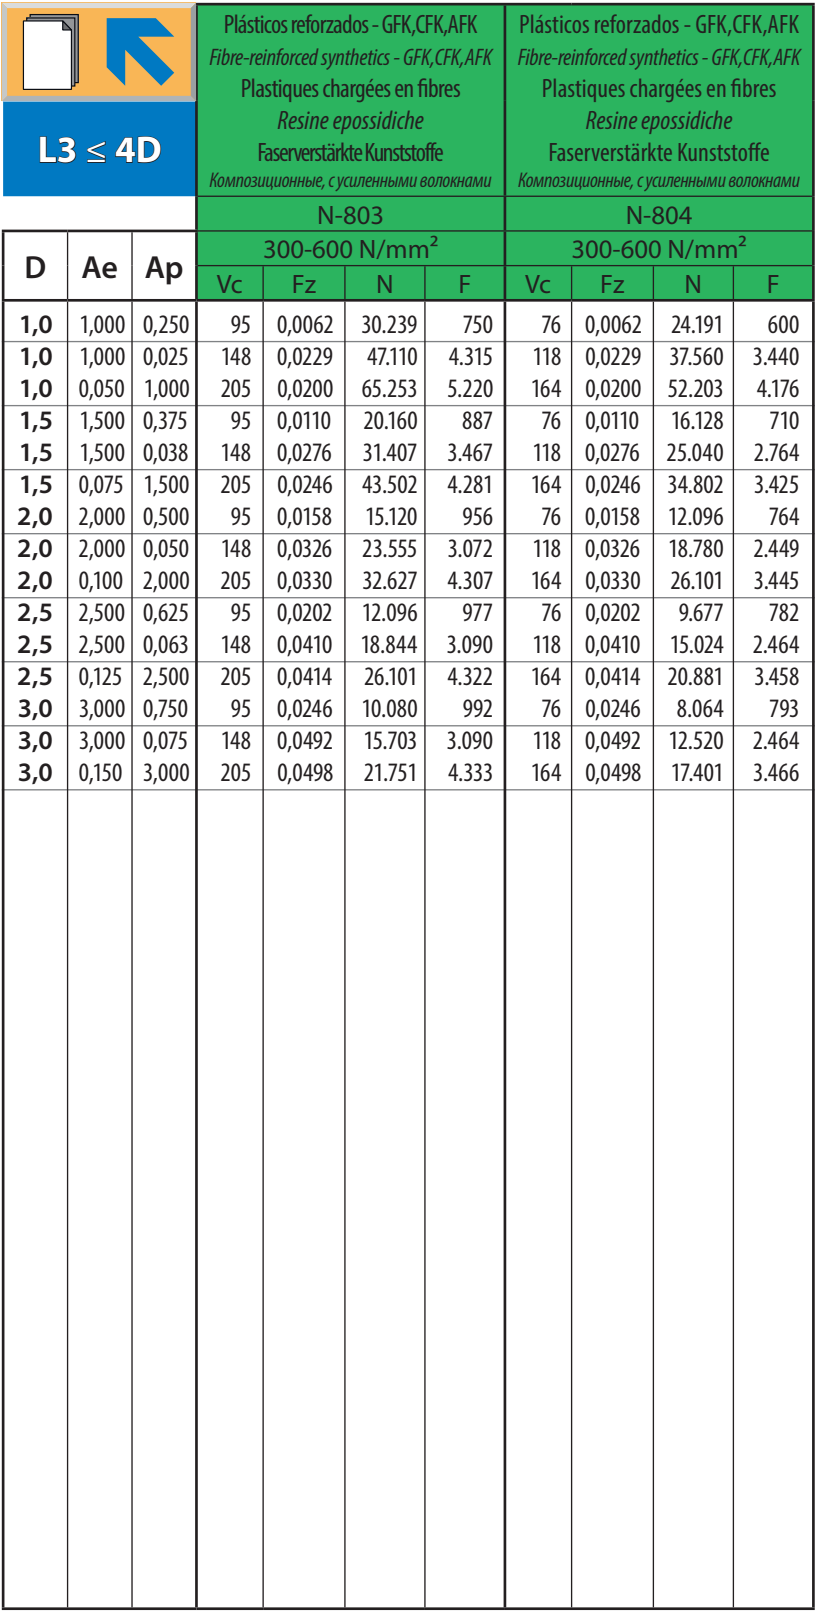 Plásticos reforzados - GFK,CFK,AFK Plásticos reforzados - GFK,CFK,AFK
Fibre-reinforced synthetics - GFK,CFK,AFK Fibre-reinforced synthetics - GFK,CFK,AFK
Plastiques chargées en fibres Plastiques chargées en fibres
Resine epossidiche Resine epossidiche
L3 ≤ 4D Faserverstärkte Kunststoffe Faserverstärkte Kunststoffe
Композиционные, с усиленными волокнами Композиционные, с усиленными волокнами
N-803 N-804
300-600 N/mm² 300-600 N/mm²
D Ae Ap Vc Fz N F Vc Fz N F
1,0 1,000 0,250 95 0,0062 30.239 750 76 0,0062 24.191 600
1,0 1,000 0,025 148 0,0229 47.110 4.315 118 0,0229 37.560 3.440
1,0 0,050 1,000 205 0,0200 65.253 5.220 164 0,0200 52.203 4.176
1,5 1,500 0,375 95 0,0110 20.160 887 76 0,0110 16.128 710
1,5 1,500 0,038 148 0,0276 31.407 3.467 118 0,0276 25.040 2.764
1,5 0,075 1,500 205 0,0246 43.502 4.281 164 0,0246 34.802 3.425
2,0 2,000 0,500 95 0,0158 15.120 956 76 0,0158 12.096 764
2,0 2,000 0,050 148 0,0326 23.555 3.072 118 0,0326 18.780 2.449
2,0 0,100 2,000 205 0,0330 32.627 4.307 164 0,0330 26.101 3.445
2,5 2,500 0,625 95 0,0202 12.096 977 76 0,0202 9.677 782
2,5 2,500 0,063 148 0,0410 18.844 3.090 118 0,0410 15.024 2.464
2,5 0,125 2,500 205 0,0414 26.101 4.322 164 0,0414 20.881 3.458
3,0 3,000 0,750 95 0,0246 10.080 992 76 0,0246 8.064 793
3,0 3,000 0,075 148 0,0492 15.703 3.090 118 0,0492 12.520 2.464
3,0 0,150 3,000 205 0,0498 21.751 4.333 164 0,0498 17.401 3.466